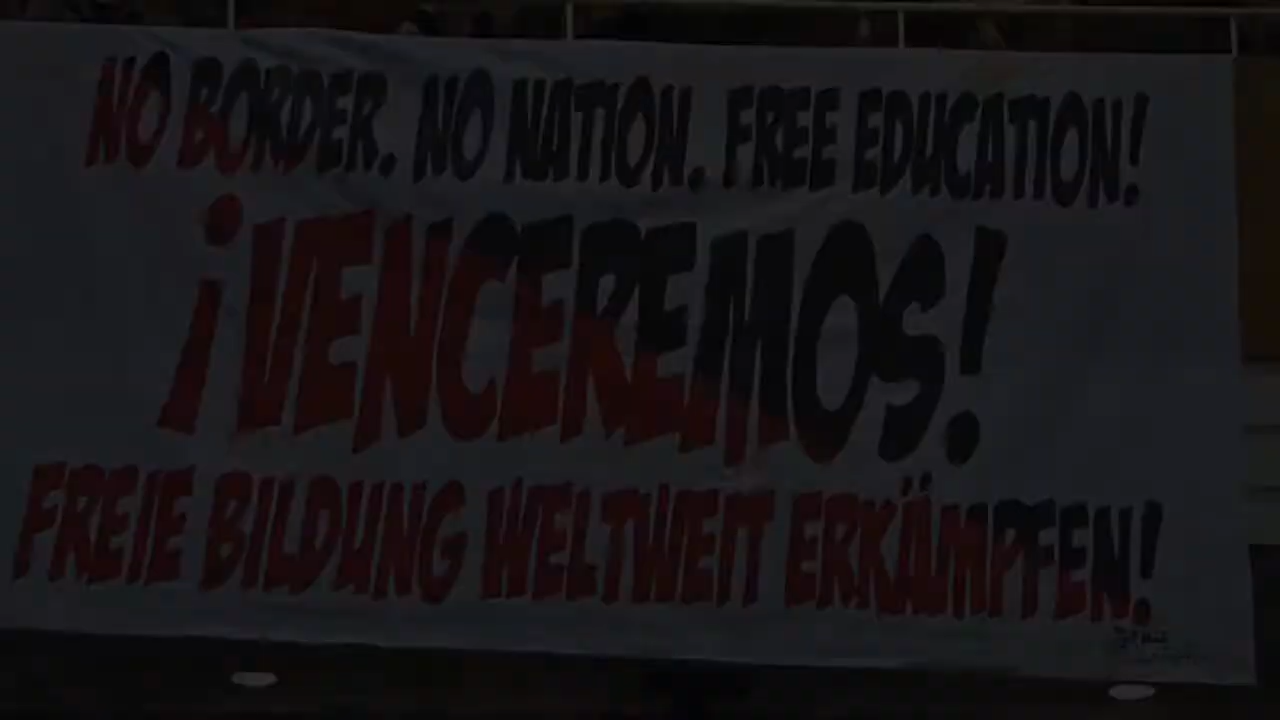 NO BORDER. NO NATION. FREE EDUCATION!
¡VENCEREMOS!
FREIE BILDUNG WELTWEIT ERKÄMPFEN!